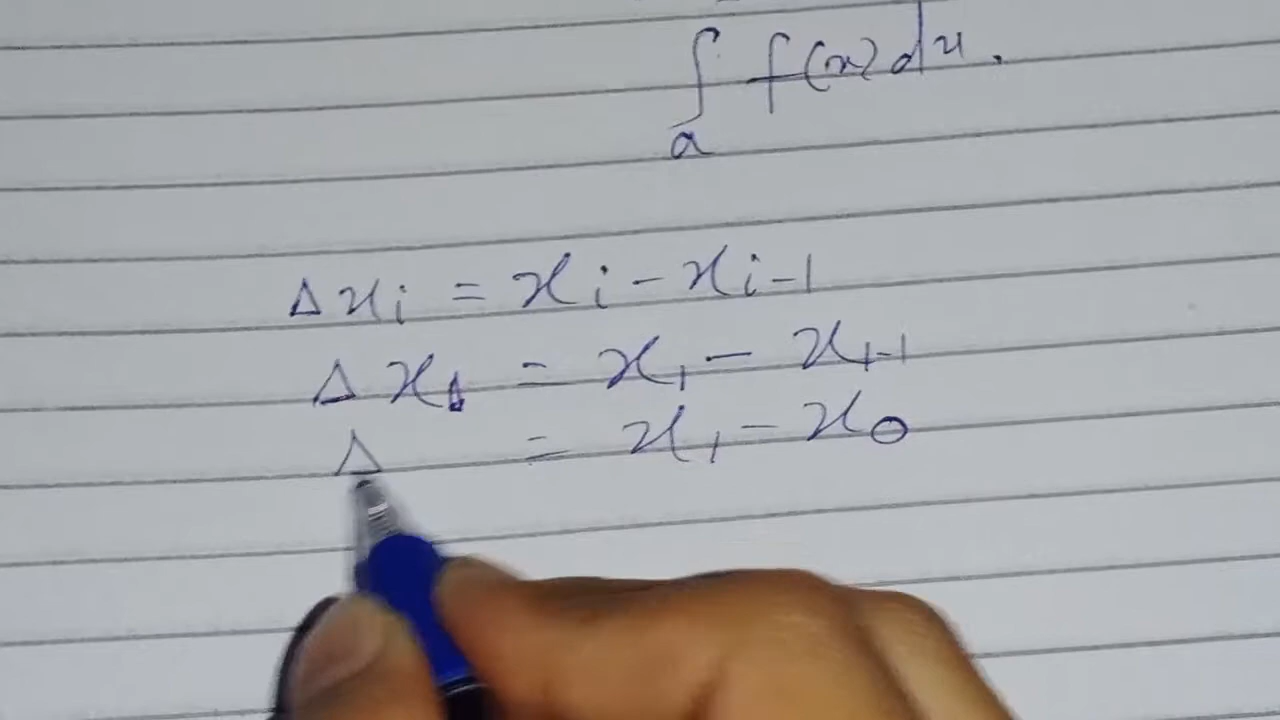 ∫ₐ f(x) dx.
Δxᵢ = xᵢ - xᵢ₋₁
Δx₁ = x₁ - x₁₋₁
Δ = x₁ - x₀